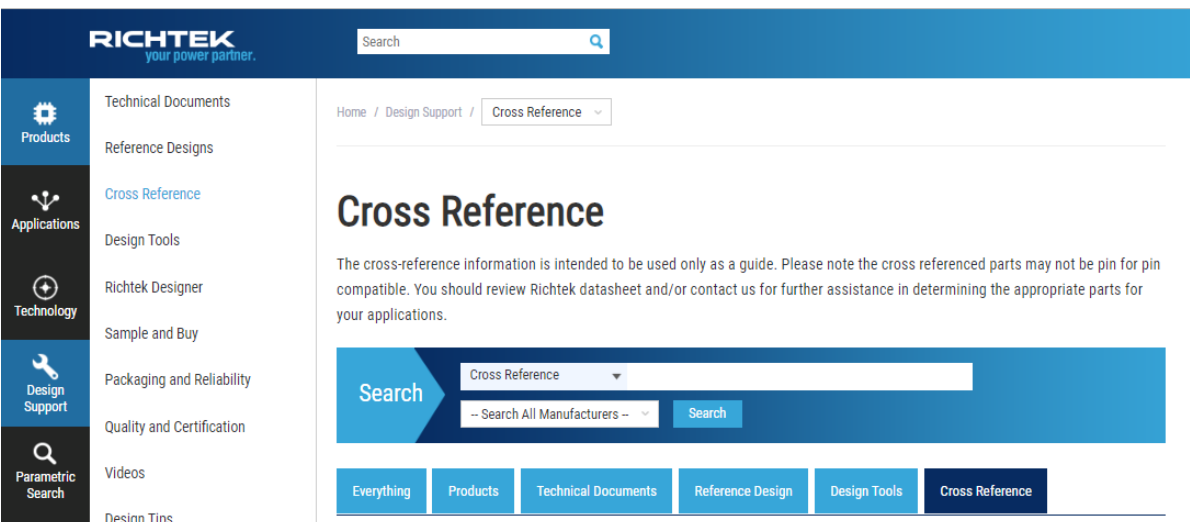 RICHTEK
your power partner.
Search
Products
Applications
Technology
Design
Support
Parametric
Search
Technical Documents
Reference Designs
Cross Reference
Design Tools
Richtek Designer
Sample and Buy
Packaging and Reliability
Quality and Certification
Videos
Design Tips
Home / Design Support / Cross Reference
Cross Reference
The cross-reference information is intended to be used only as a guide. Please note the cross referenced parts may not be pin for pin
compatible. You should review Richtek datasheet and/or contact us for further assistance in determining the appropriate parts for
your applications.
Search
Cross Reference
-- Search All Manufacturers --
Search
Everything
Products
Technical Documents
Reference Design
Design Tools
Cross Reference